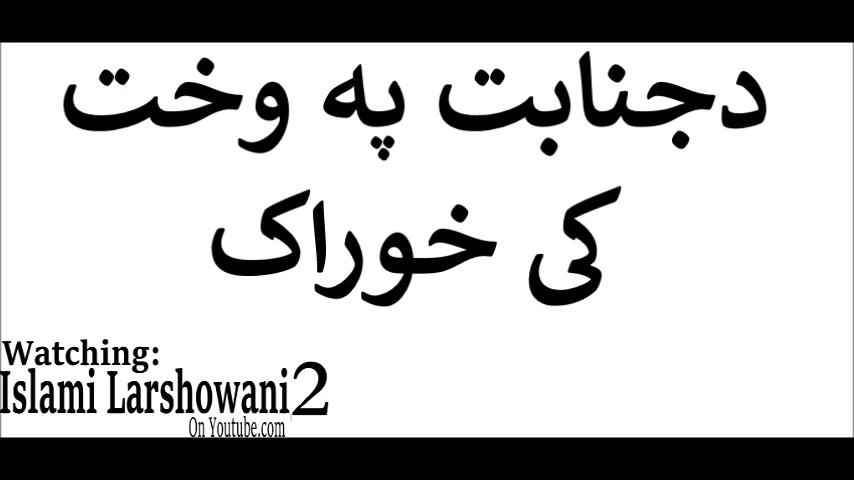 دجنابت په وخت
کی خوراک
Watching:
Islami Larshowani2
On Youtube.com